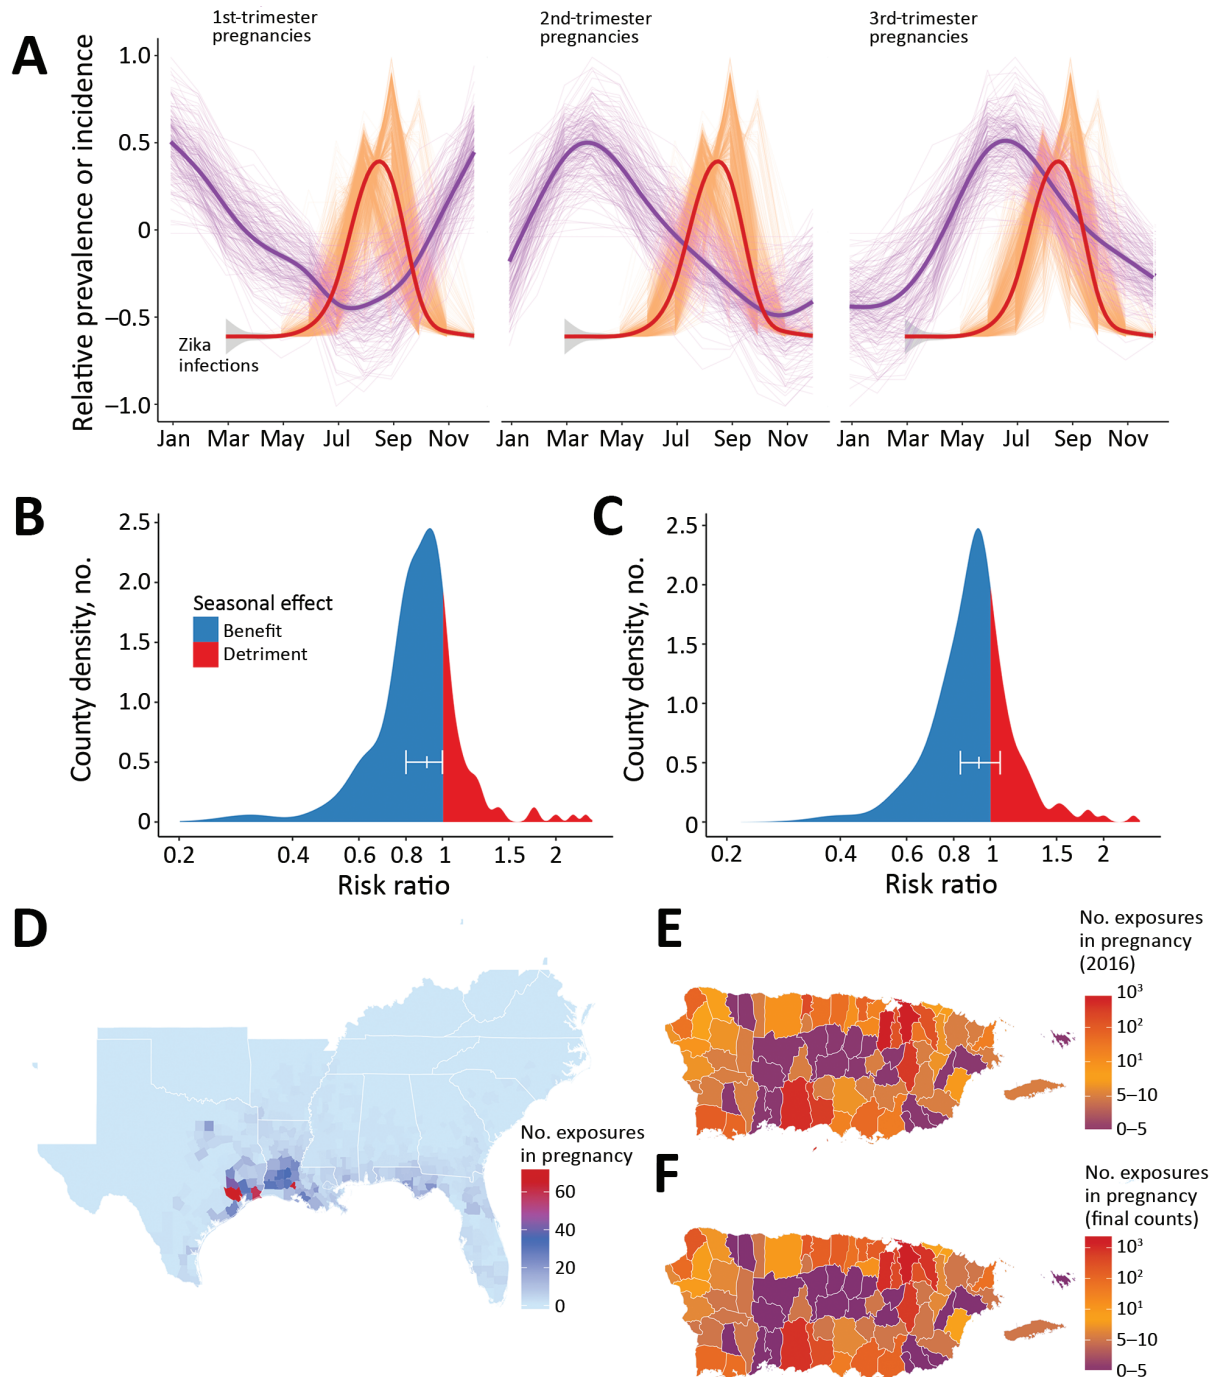 A
1st-trimester
pregnancies
2nd-trimester
pregnancies
3rd-trimester
pregnancies
Relative prevalence or incidence
1.0
0.5
0
–0.5
–1.0
Zika
infections
Jan Mar May Jul Sep Nov
Jan Mar May Jul Sep Nov
Jan Mar May Jul Sep Nov
B
County density, no.
2.5
2.0
1.5
1.0
0.5
0
Seasonal effect
Benefit
Detriment
0.2 0.4 0.6 0.8 1 1.5 2
Risk ratio
C
County density, no.
2.5
2.0
1.5
1.0
0.5
0
0.2 0.4 0.6 0.8 1 1.5 2
Risk ratio
D
No. exposures
in pregnancy
60
40
20
0
E
No. exposures
in pregnancy
(2016)
10³
10²
10¹
5–10
0–5
F
No. exposures
in pregnancy
(final counts)
10³
10²
10¹
5–10
0–5